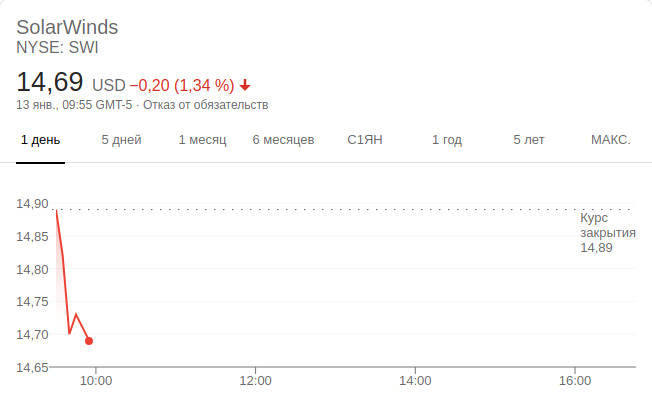 SolarWinds
NYSE: SWI
14,69 USD −0,20 (1,34 %)
13 янв., 09:55 GMT-5 · Отказ от обязательств
1 день 5 дней 1 месяц 6 месяцев С1ЯН 1 год 5 лет МАКС.
14,90
14,85
14,80
14,75
14,70
14,65
Курс
закрытия
14,89
10:00 12:00 14:00 16:00